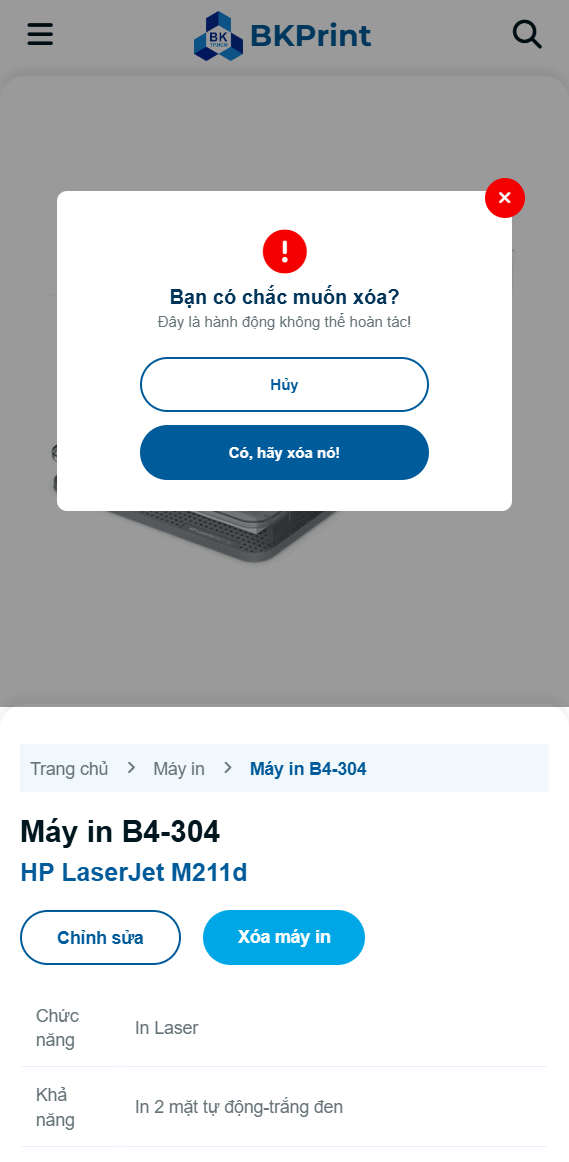 BK
TP.HCM
BKPrint
Bạn có chắc muốn xóa?
Đây là hành động không thể hoàn tác!
Hủy
Có, hãy xóa nó!
Trang chủ > Máy in > Máy in B4-304
Máy in B4-304
HP LaserJet M211d
Chỉnh sửa
Xóa máy in
Chức
năng
In Laser
Khả
năng
In 2 mặt tự động-trắng đen